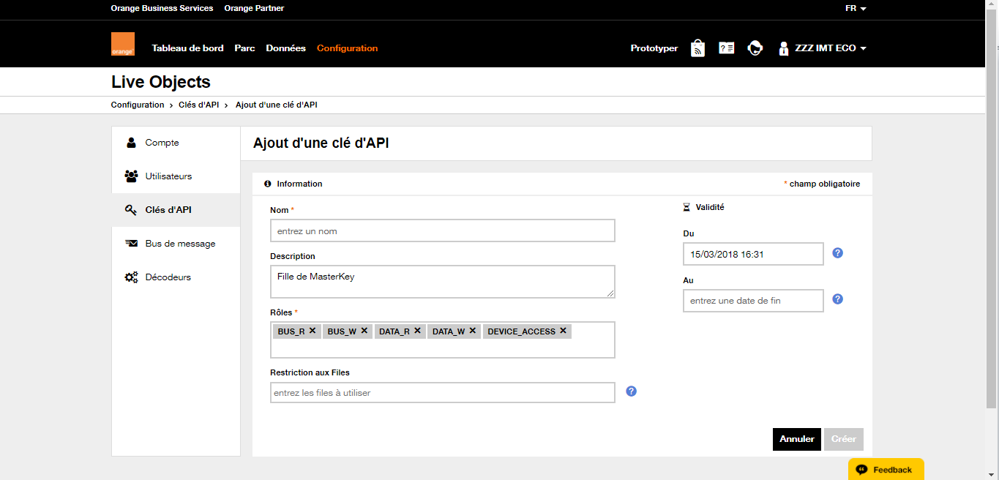 Orange Business Services Orange Partner FR
orange Tableau de bord Parc Données Configuration Prototyper ZZZ IMT ECO
Live Objects
Configuration › Clés d'API › Ajout d'une clé d'API
Compte
Utilisateurs
Clés d'API
Bus de message
Décodeurs
Ajout d'une clé d'API
Information * champ obligatoire
Nom *
entrez un nom
Description
Fille de MasterKey
Rôles *
BUS_R ✕ BUS_W ✕ DATA_R ✕ DATA_W ✕ DEVICE_ACCESS ✕
Restriction aux Files
entrez les files à utiliser ?
Validité
Du
15/03/2018 16:31 ?
Au
entrez une date de fin ?
Annuler Créer
Feedback